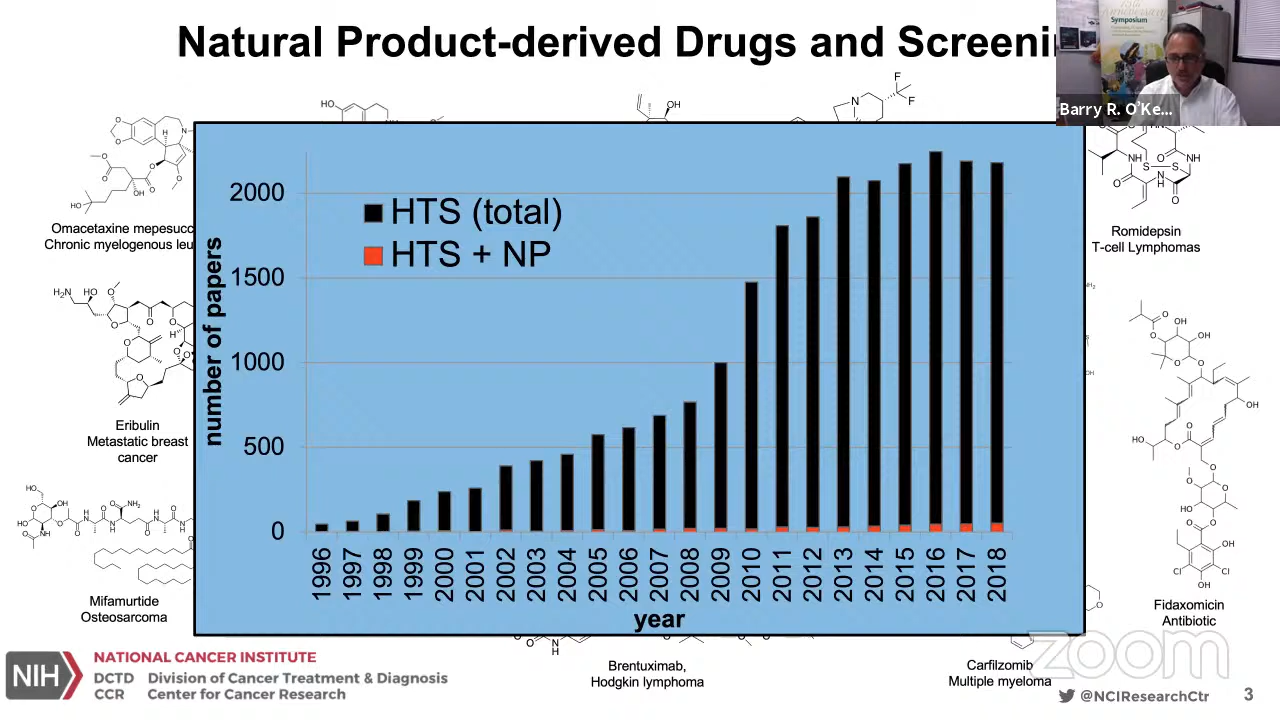 Natural Product-derived Drugs and Screeni
Symposium
Barry R. O'Ke...
Omacetaxine mepesucc
Chronic myelogenous leu
Eribulin
Metastatic breast
cancer
Mifamurtide
Osteosarcoma
HTS (total)
HTS + NP
number of papers
2000
1500
1000
500
0
1996 1997 1998 1999 2000 2001 2002 2003 2004 2005 2006 2007 2008 2009 2010 2011 2012 2013 2014 2015 2016 2017 2018
year
Romidepsin
T-cell Lymphomas
Fidaxomicin
Antibiotic
Brentuximab,
Hodgkin lymphoma
Carfilzomib
Multiple myeloma
zoom
NIH
NATIONAL CANCER INSTITUTE
DCTD Division of Cancer Treatment & Diagnosis
CCR Center for Cancer Research
@NCIResearchCtr
3